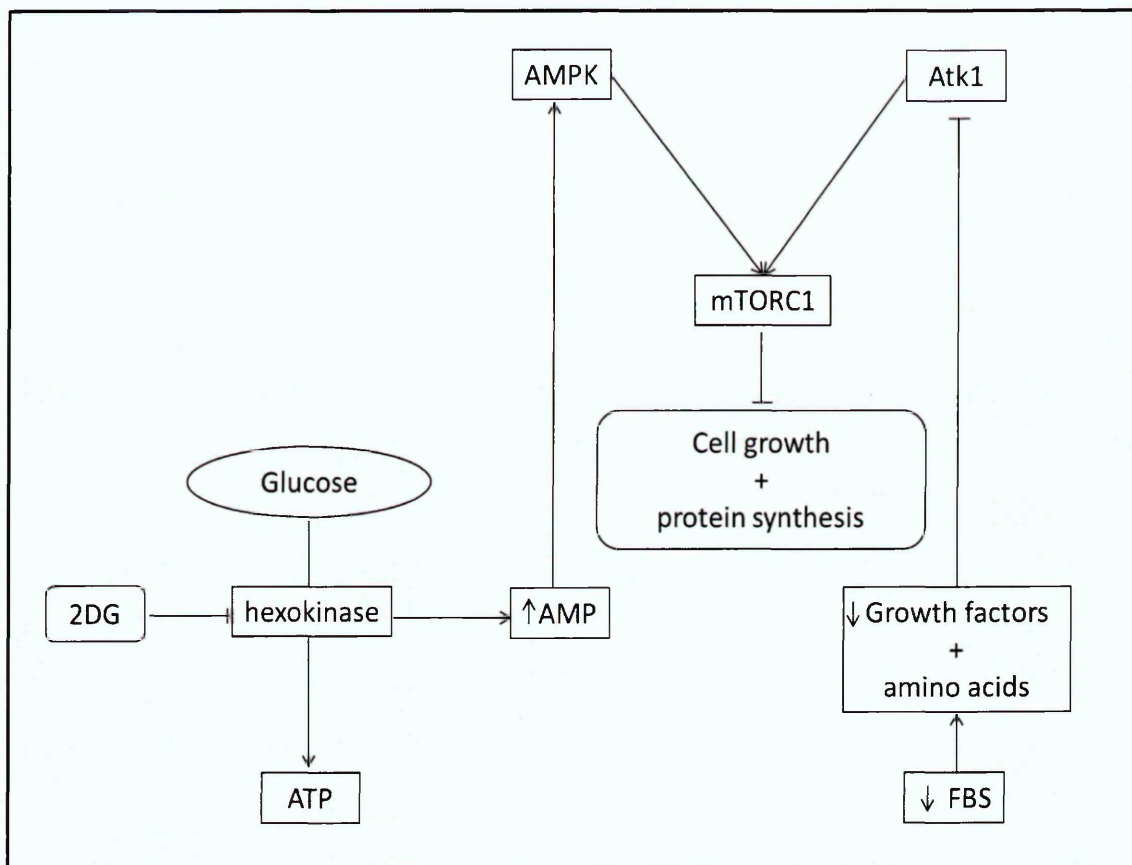 AMPK
Atk1
mTORC1
Cell growth
+
protein synthesis
Glucose
2DG
hexokinase
↑AMP
↓ Growth factors
+
amino acids
ATP
↓ FBS